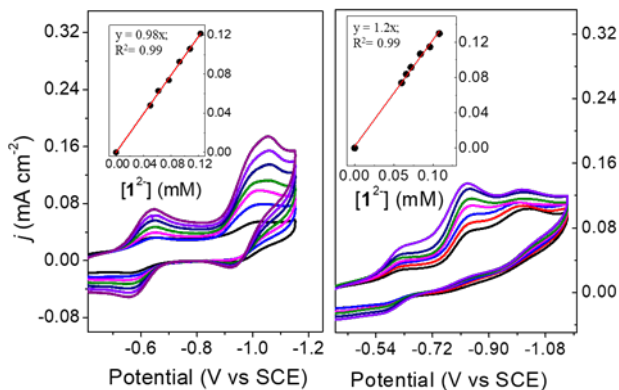 0.32
0.24
0.16
0.08
0.00
-0.08
j (mA cm⁻²)
y = 0.98x;
R²= 0.99
0.12
0.08
0.04
0.00
0.00 0.04 0.08 0.12
[1²⁻] (mM)
-0.6 -0.8 -1.0 -1.2
Potential (V vs SCE)
y = 1.2x;
R²= 0.99
0.12
0.08
0.04
0.00
0.00 0.05 0.10
[1²⁻] (mM)
0.32
0.24
0.16
0.08
0.00
-0.54 -0.72 -0.90 -1.08
Potential (V vs SCE)